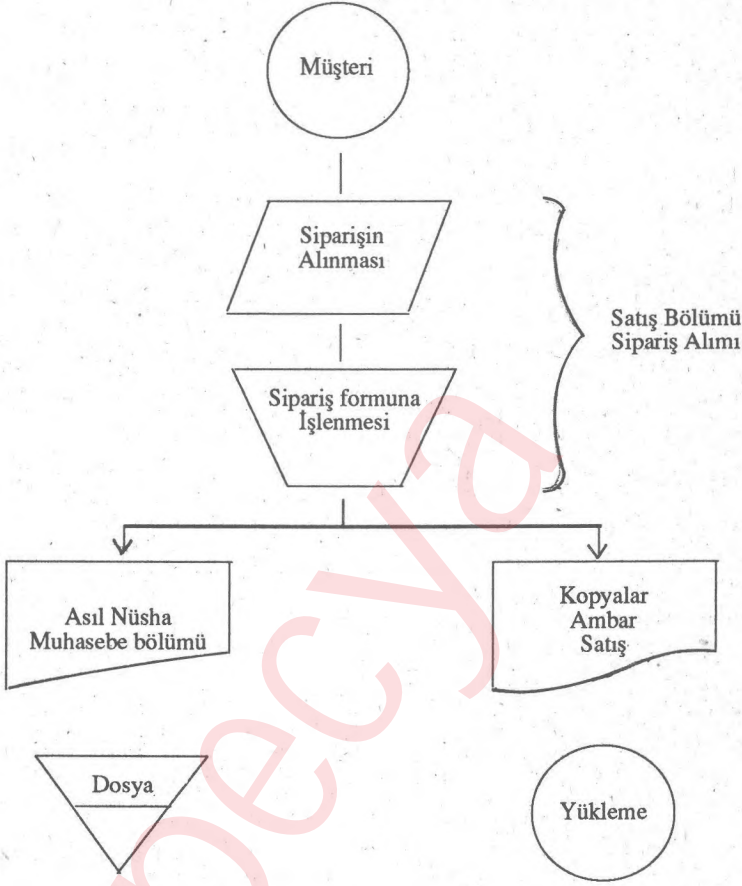 Müşteri
Siparişin
Alınması
Satış Bölümü
Sipariş Alımı
Sipariş formuna
İşlenmesi
Asıl Nüsha
Muhasebe bölümü
Kopyalar
Ambar
Satış
Dosya
Yükleme
pecya